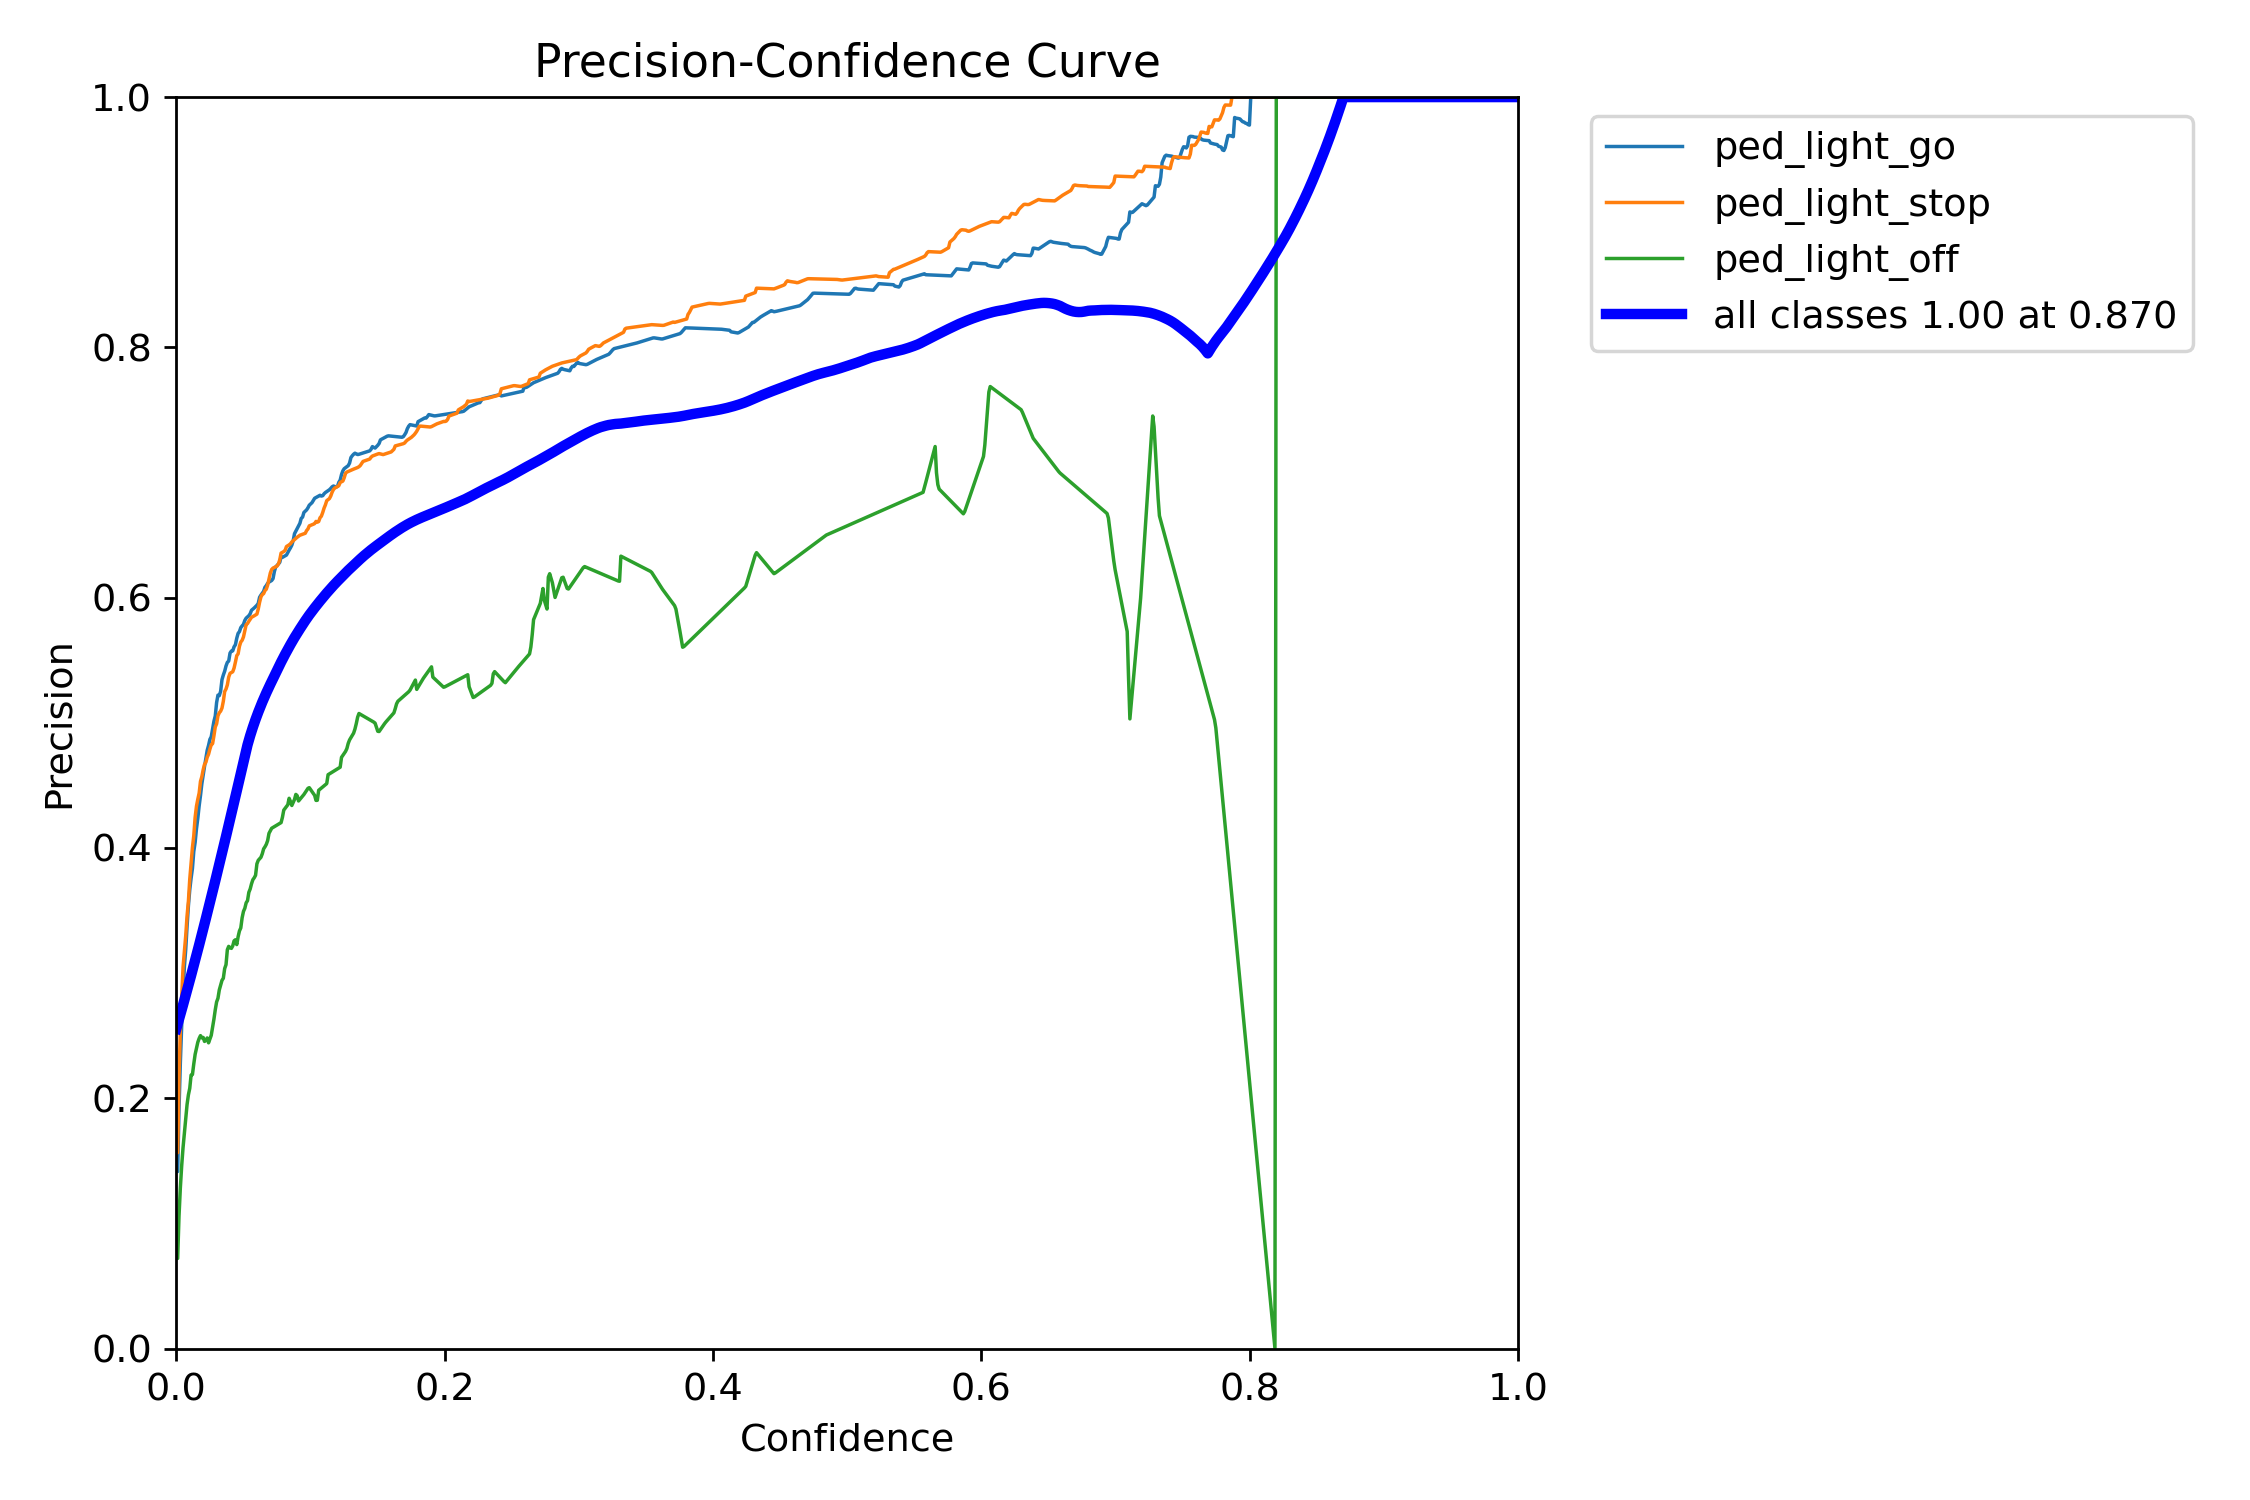 Precision-Confidence Curve
1.0
0.8
0.6
0.4
0.2
0.0
Precision
0.0 0.2 0.4 0.6 0.8 1.0
Confidence
ped_light_go
ped_light_stop
ped_light_off
all classes 1.00 at 0.870